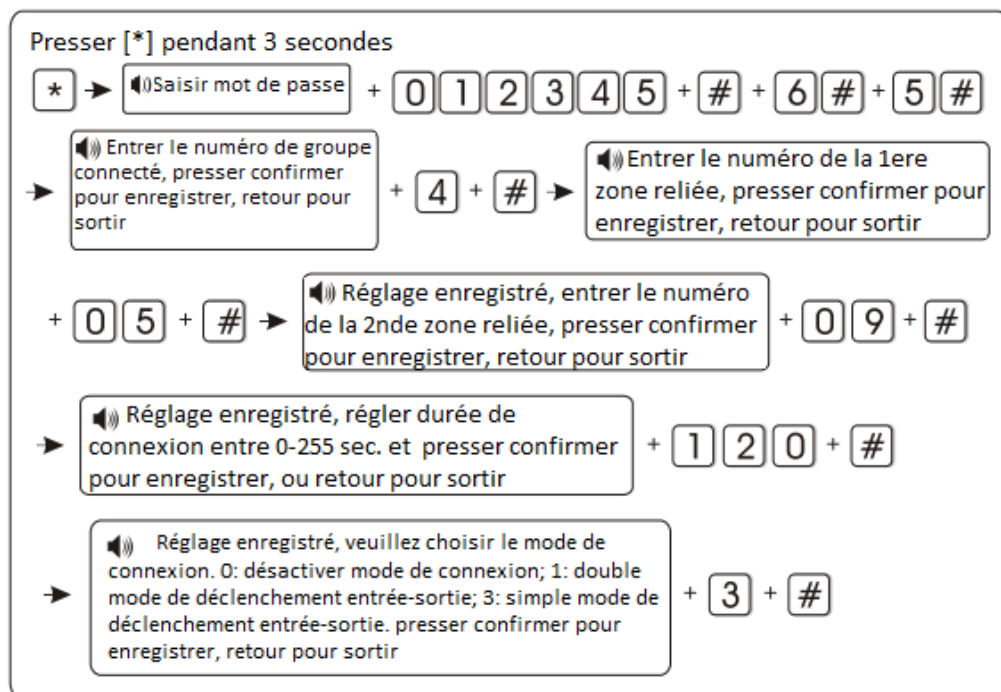 Presser [*] pendant 3 secondes
* Saisir mot de passe + 0 1 2 3 4 5 + # + 6 # + 5 #
Entrer le numéro de groupe
connecté, presser confirmer
pour enregistrer, retour pour
sortir
+ 4 + #
Entrer le numéro de la 1ere
zone reliée, presser confirmer pour
enregistrer, retour pour sortir
+ 0 5 + #
Réglage enregistré, entrer le numéro
de la 2nde zone reliée, presser confirmer
pour enregistrer, retour pour sortir
+ 0 9 + #
Réglage enregistré, régler durée de
connexion entre 0-255 sec. et presser confirmer
pour enregistrer, ou retour pour sortir
+ 1 2 0 + #
Réglage enregistré, veuillez choisir le mode de
connexion. 0: désactiver mode de connexion; 1: double
mode de déclenchement entrée-sortie; 3: simple mode de
déclenchement entrée-sortie. presser confirmer pour
enregistrer, retour pour sortir
+ 3 + #